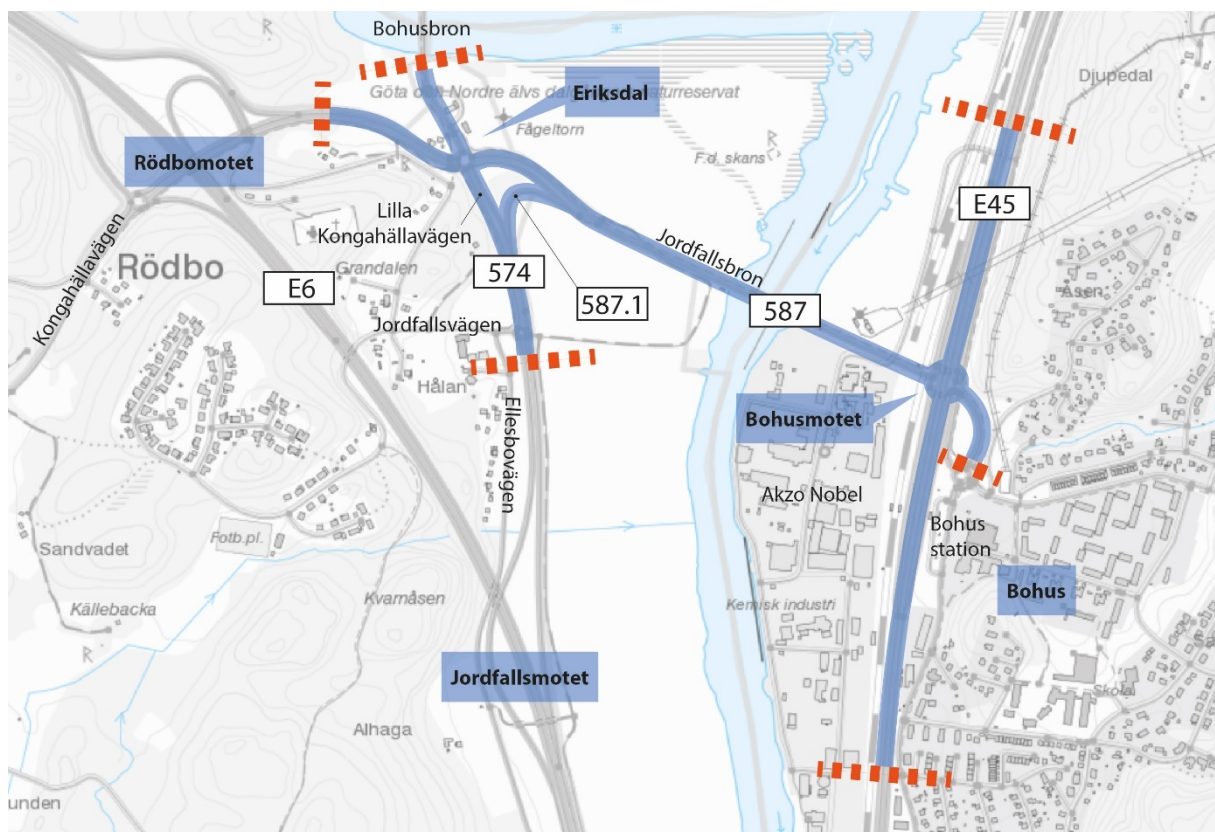 Bohusbron
Göta och Nordre älvs
naturreservat
Eriksdal
Fågeltorn
F.d. skans
Djupedal
Rödbomotet
E45
Lilla
Kongahällavägen
Jordfallsbron
Kongahällavägen
Rödbo
Grandalen
E6
574
587.1
587
Åsen
Jordfallsvägen
Hålan
Ellesbovägen
Bohusmotet
Akzo Nobel
Bohus
station
Fotb.pl.
Sandvadet
Kvarnåsen
Källebacka
Kemisk industri
Bohus
Jordfallsmotet
Skola
Alhaga
unden